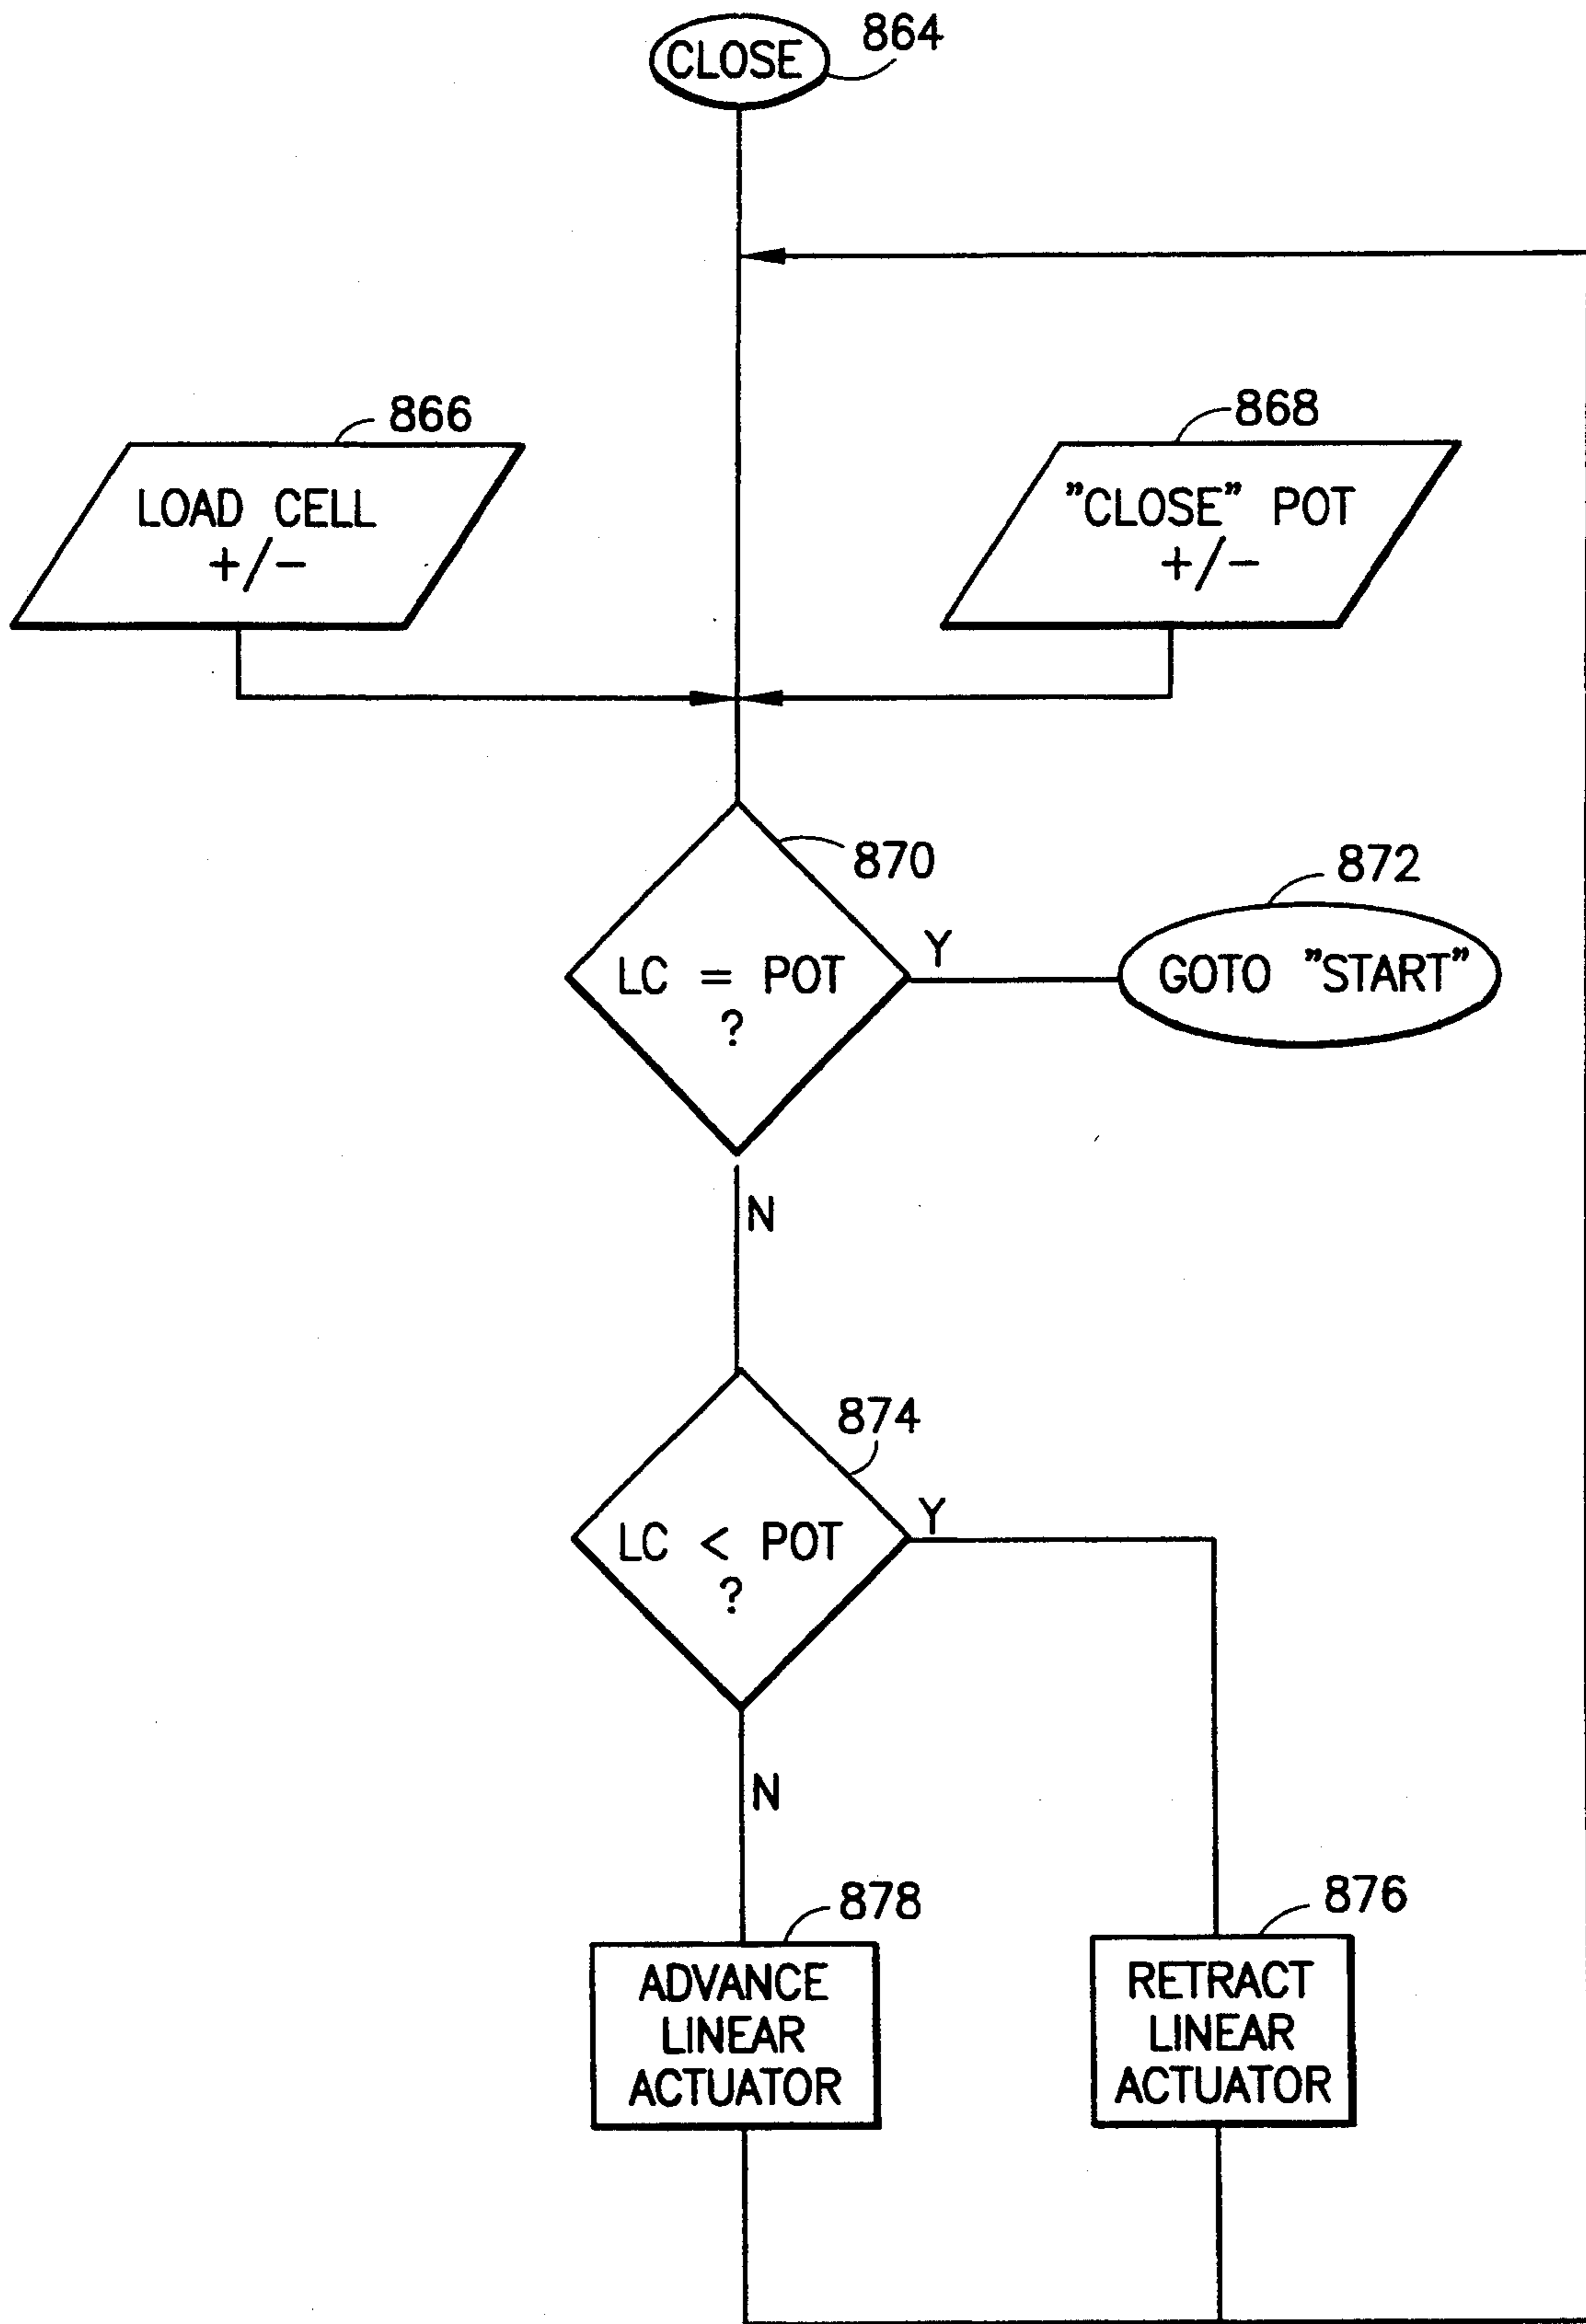 CLOSE
864
866
LOAD CELL
+/-
868
"CLOSE" POT
+/-
870
LC = POT
?
Y
872
GOTO "START"
N
874
LC < POT
?
Y
N
878
ADVANCE
LINEAR
ACTUATOR
876
RETRACT
LINEAR
ACTUATOR